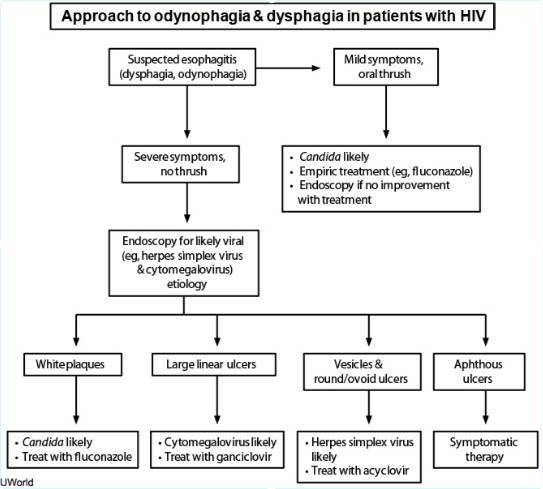 Approach to odynophagia & dysphagia in patients with HIV
Suspected esophagitis
(dysphagia, odynophagia)
Mild symptoms,
oral thrush
Severe symptoms,
no thrush
• Candida likely
• Empiric treatment (eg, fluconazole)
• Endoscopy if no improvement
with treatment
Endoscopy for likely viral
(eg, herpes simplex virus
& cytomegalovirus)
etiology
White plaques
Large linear ulcers
Vesicles &
round/ovoid ulcers
Aphthous
ulcers
• Candida likely
• Treat with fluconazole
• Cytomegalovirus likely
• Treat with ganciclovir
• Herpes simplex virus
likely
• Treat with acyclovir
Symptomatic
therapy
UWorld